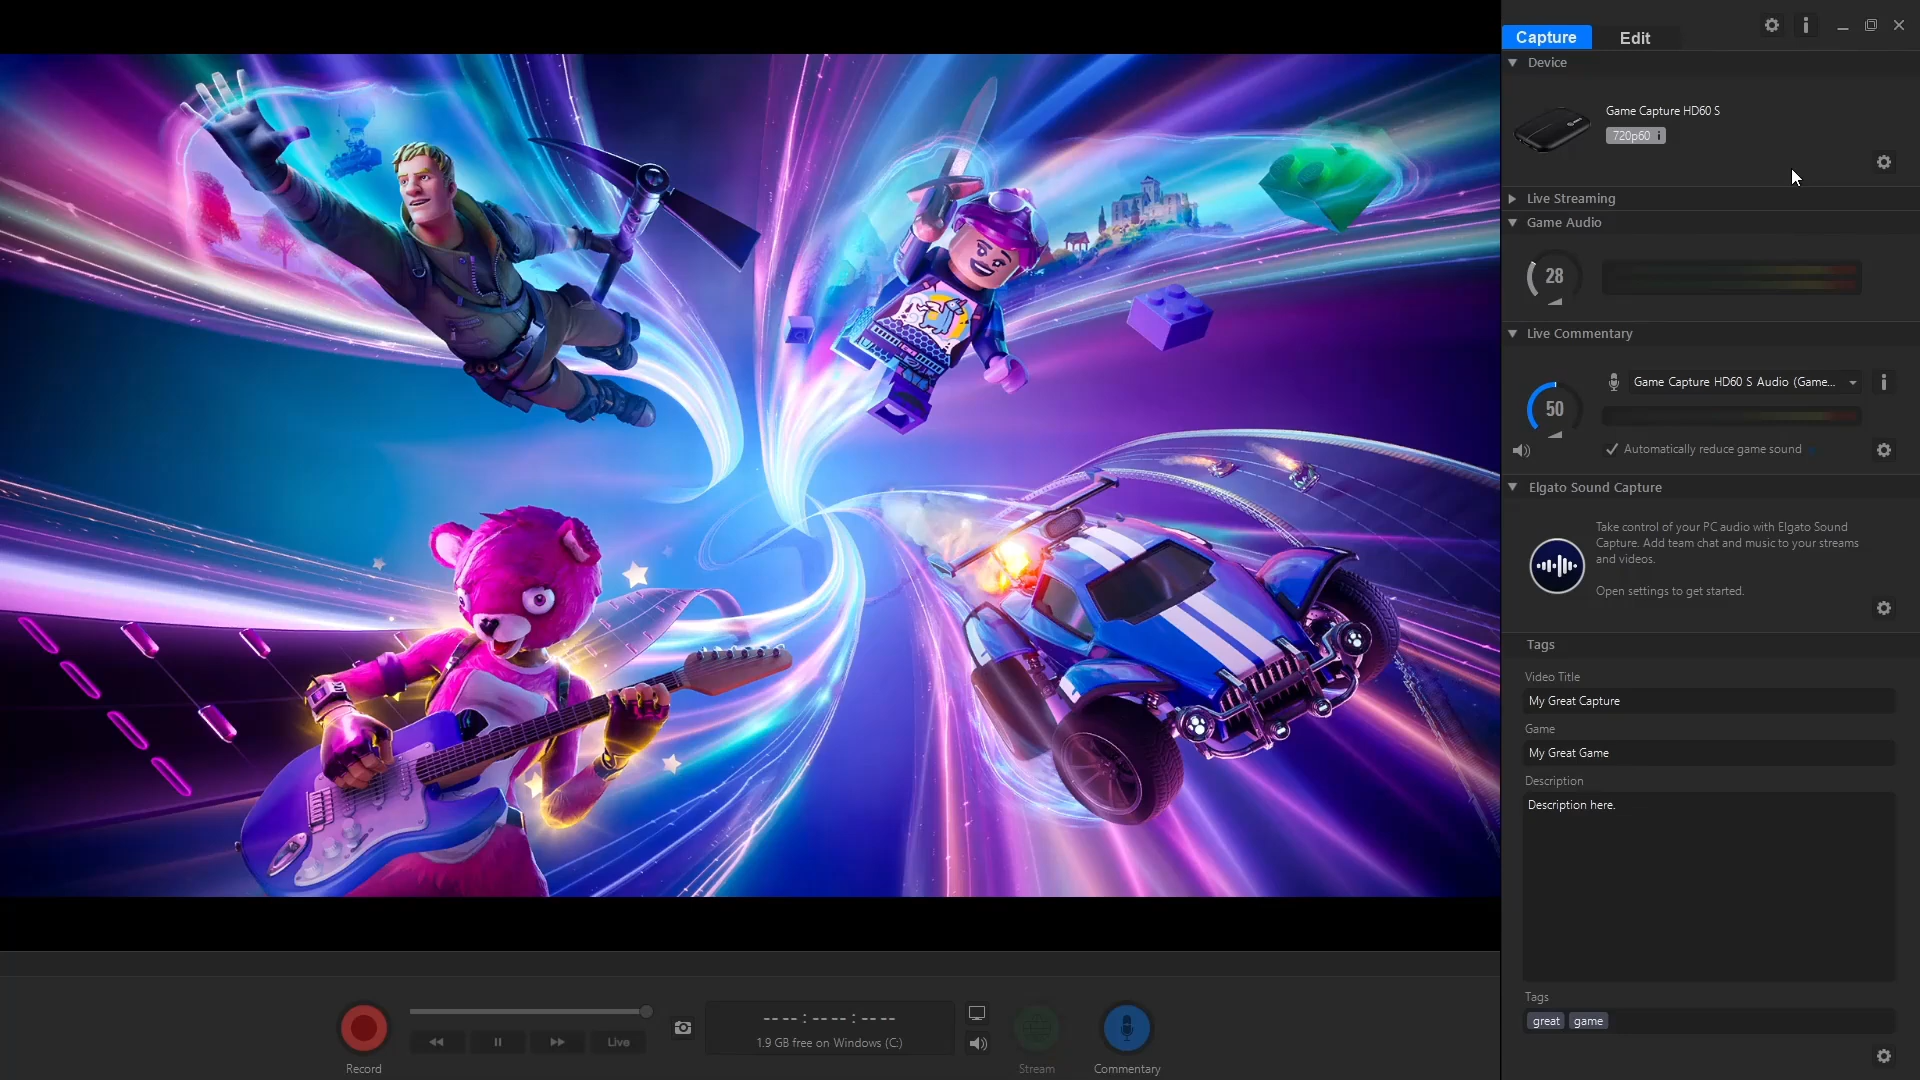 Capture
Edit
Device
Game Capture HD60 S
720p60 i
Live Streaming
Game Audio
28
Live Commentary
Game Capture HD60 S Audio (Game...
50
Automatically reduce game sound
Elgato Sound Capture
Take control of your PC audio with Elgato Sound
Capture. Add team chat and music to your streams
and videos.
Open settings to get started.
Tags
Video Title
My Great Capture
Game
My Great Game
Description
Description here.
Tags
great game
--:--:--
Live
1.9 GB free on Windows (C:)
Record
Stream
Commentary